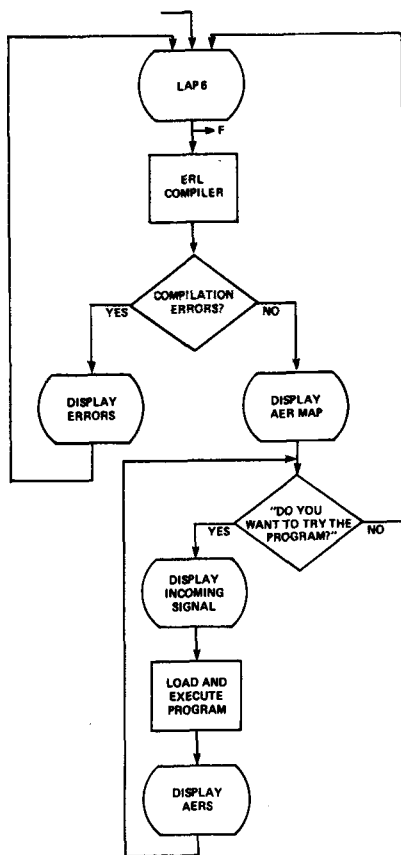 LAP 6
F
ERL
COMPILER
COMPILATION
ERRORS?
YES
NO
DISPLAY
ERRORS
DISPLAY
AER MAP
"DO YOU
WANT TO TRY THE
PROGRAM?"
YES
NO
DISPLAY
INCOMING
SIGNAL
LOAD AND
EXECUTE
PROGRAM
DISPLAY
AERS